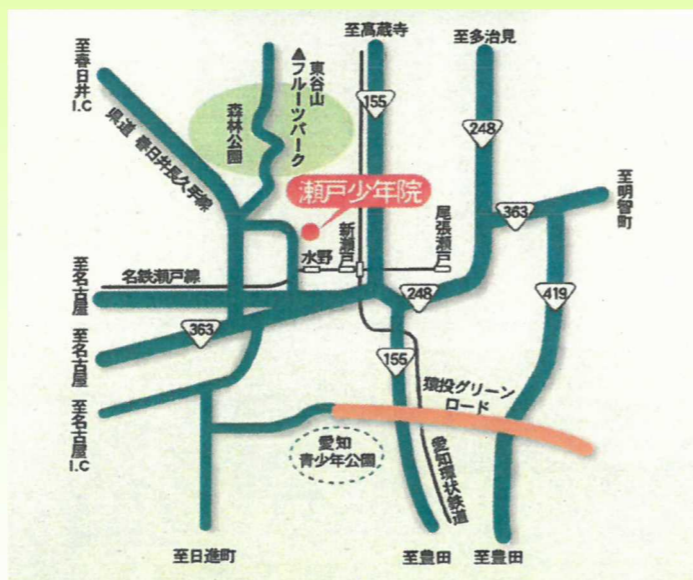 至高蔵寺
至多治見
至春日井
I.C
県道 春日井長久手線
森林公園
▲東谷山
フルーツパーク
155
248
至明智町
363
瀬戸少年院
尾張瀬戸
新瀬戸
水野
名鉄瀬戸線
至名古屋
363
248
419
至名古屋
155
猿投グリーン
ロード
至名古屋
I.C
愛知
青少年公園
愛知環状鉄道
至日進町
至豊田
至豊田